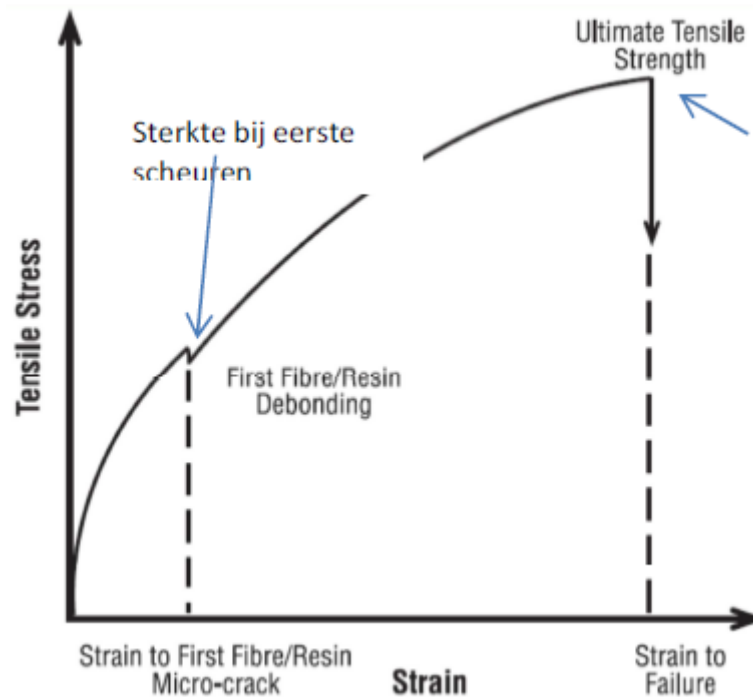 Ultimate Tensile
Strength
Sterkte bij eerste
scheuren
Tensile Stress
First Fibre/Resin
Debonding
Strain to First Fibre/Resin
Micro-crack
Strain
Strain to
Failure